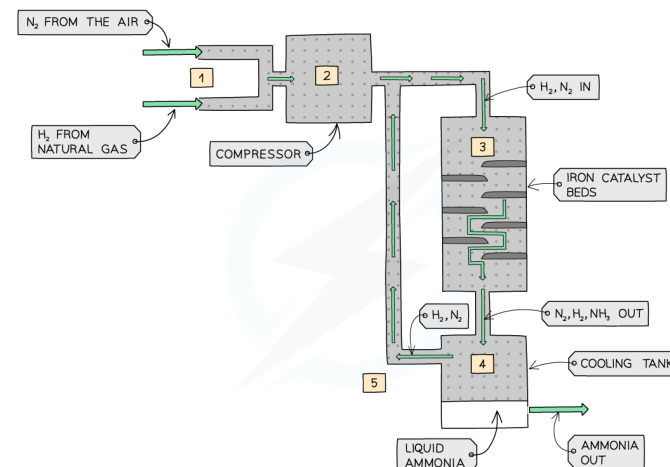 N₂ FROM THE AIR
1
2
H₂, N₂ IN
H₂ FROM
NATURAL GAS
COMPRESSOR
3
IRON CATALYST
BEDS
H₂, N₂
N₂, H₂, NH₃ OUT
4
COOLING TANK
5
LIQUID
AMMONIA
AMMONIA
OUT